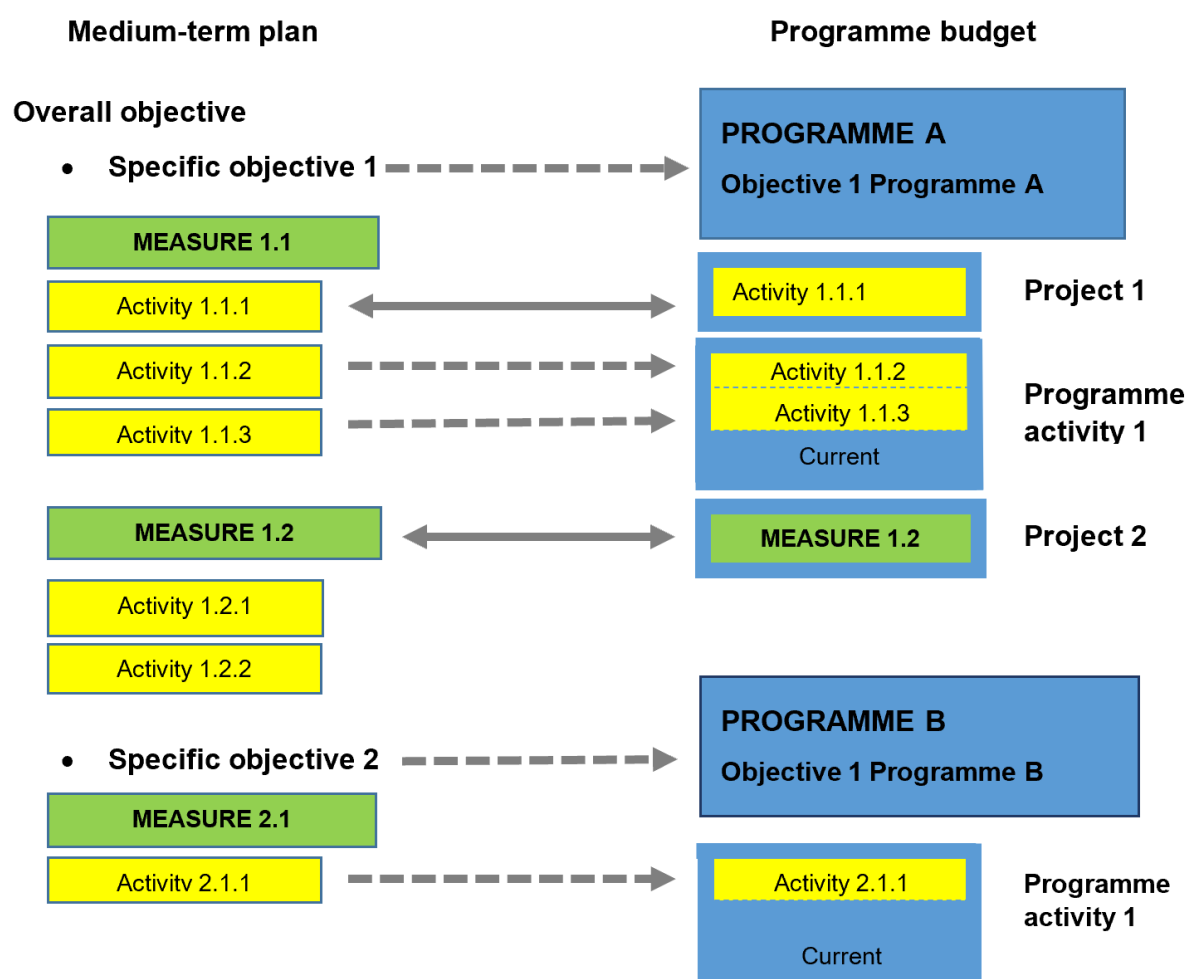 Medium-term plan
Programme budget
Overall objective
• Specific objective 1
PROGRAMME A
Objective 1 Programme A
MEASURE 1.1
Activity 1.1.1
Activity 1.1.1
Project 1
Activity 1.1.2
Activity 1.1.3
Activity 1.1.2
Activity 1.1.3
Current
Programme
activity 1
MEASURE 1.2
MEASURE 1.2
Project 2
Activity 1.2.1
Activity 1.2.2
• Specific objective 2
PROGRAMME B
Objective 1 Programme B
MEASURE 2.1
Activity 2.1.1
Activity 2.1.1
Current
Programme
activity 1